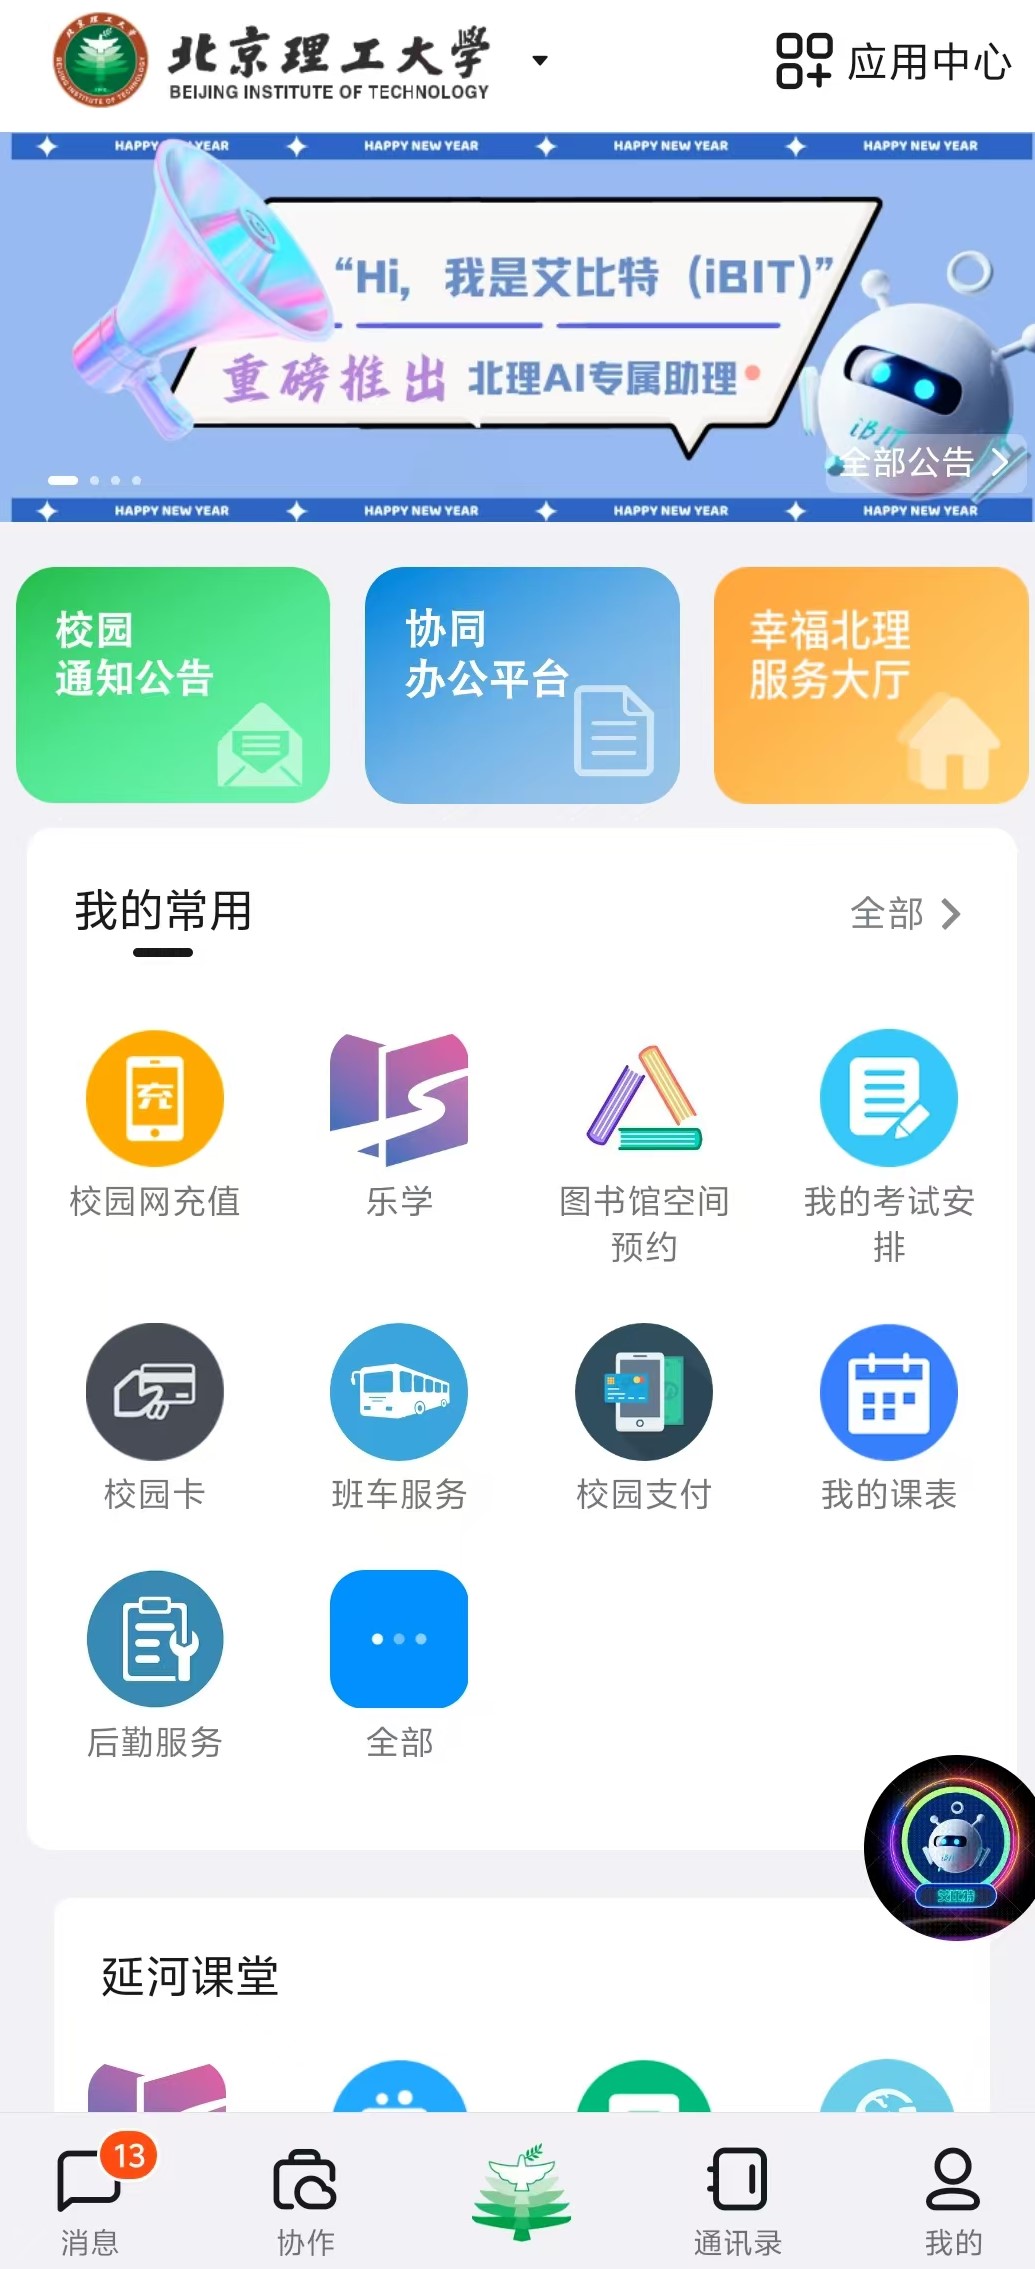 北京理工大学
BEIJING INSTITUTE OF TECHNOLOGY
应用中心
HAPPY NEW YEAR HAPPY NEW YEAR HAPPY NEW YEAR HAPPY NEW YEAR
“Hi，我是艾比特（iBIT）”
重磅推出 北理AI专属助理
iBIT
全部公告
HAPPY NEW YEAR HAPPY NEW YEAR HAPPY NEW YEAR HAPPY NEW YEAR
校园
通知公告
协同
办公平台
幸福北理
服务大厅
我的常用
全部
充
校园网充值
乐学
图书馆空间
预约
我的考试安
排
校园卡
班车服务
校园支付
我的课表
后勤服务
全部
艾比特
延河课堂
13
消息
协作
通讯录
我的